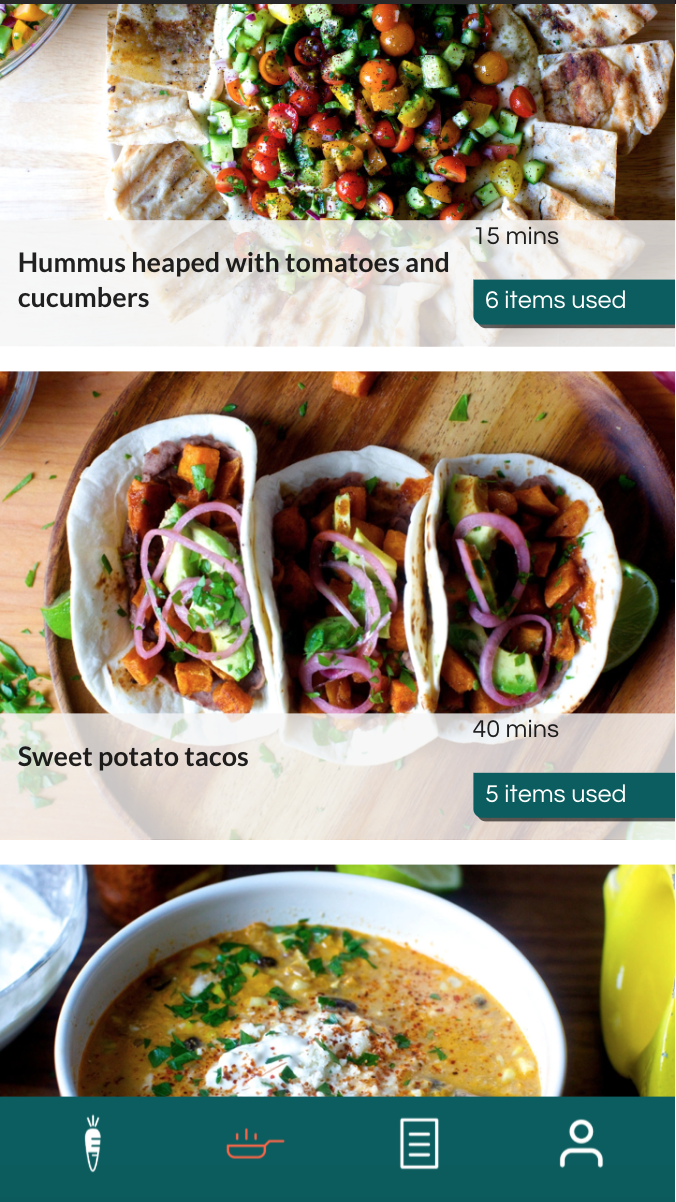 15 mins
Hummus heaped with tomatoes and
cucumbers
6 items used
40 mins
Sweet potato tacos
5 items used